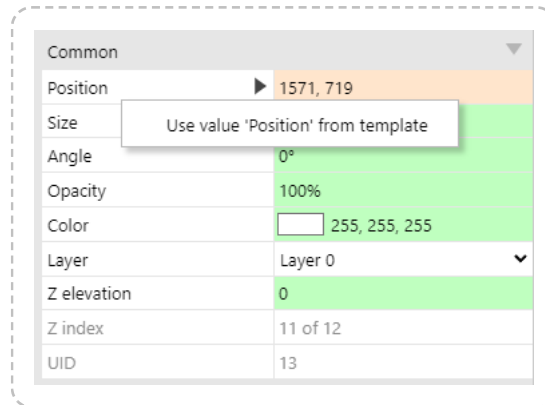 Common
Position 1571, 719
Size
Use value 'Position' from template
Angle 0°
Opacity 100%
Color 255, 255, 255
Layer Layer 0
Z elevation 0
Z index 11 of 12
UID 13